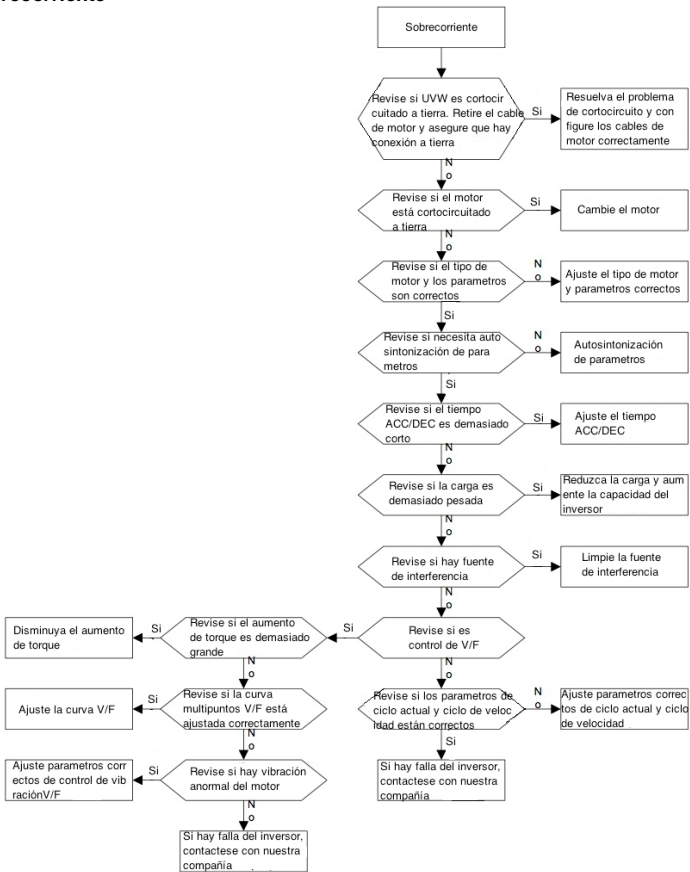 Sobrecorriente
Revise si UVW es cortocir
cuitado a tierra. Retire el cable
de motor y asegure que hay
conexión a tierra
Si
Resuelva el problema
de cortocircuito y con
figure los cables de
motor correctamente
N
o
Revise si el motor
está cortocircuitado
a tierra
Si
Cambie el motor
N
o
Revise si el tipo de
motor y los parametros
son correctos
N
o
Ajuste el tipo de motor
y parametros correctos
Si
Revise si necesita auto
sintonización de para
metros
N
o
Autosintonización
de parametros
Si
Revise si el tiempo
ACC/DEC es demasiado
corto
Si
Ajuste el tiempo
ACC/DEC
N
o
Revise si la carga es
demasiado pesada
Si
Reduzca la carga y aum
ente la capacidad del
inversor
N
o
Revise si hay fuente
de interferencia
Si
Limpie la fuente
de interferencia
N
o
Revise si es
control de V/F
Si
Revise si el aumento
de torque es demasiado
grande
Si
Disminuya el aumento
de torque
N
o
Revise si la curva
multipuntos V/F está
ajustada correctamente
Si
Ajuste la curva V/F
N
o
Revise si los parametros de
ciclo actual y ciclo de veloc
idad están correctos
N
o
Ajuste parametros correc
tos de ciclo actual y ciclo
de velocidad
Si
Si hay falla del inversor,
contactese con nuestra
compañía
N
o
Revise si hay vibración
anormal del motor
Si
Ajuste parametros corr
ectos de control de vib
raciónV/F
N
o
Si hay falla del inversor,
contactese con nuestra
compañía